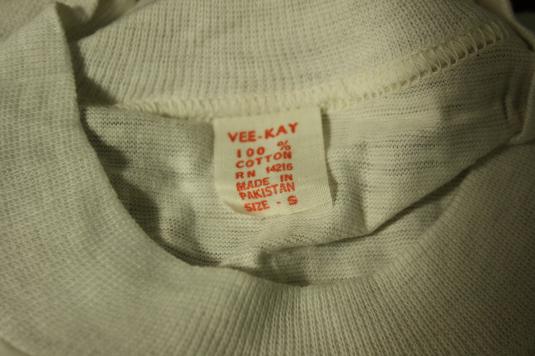 VEE-KAY
100 %
COTTON
RN 14216
MADE IN
PAKISTAN
SIZE - S